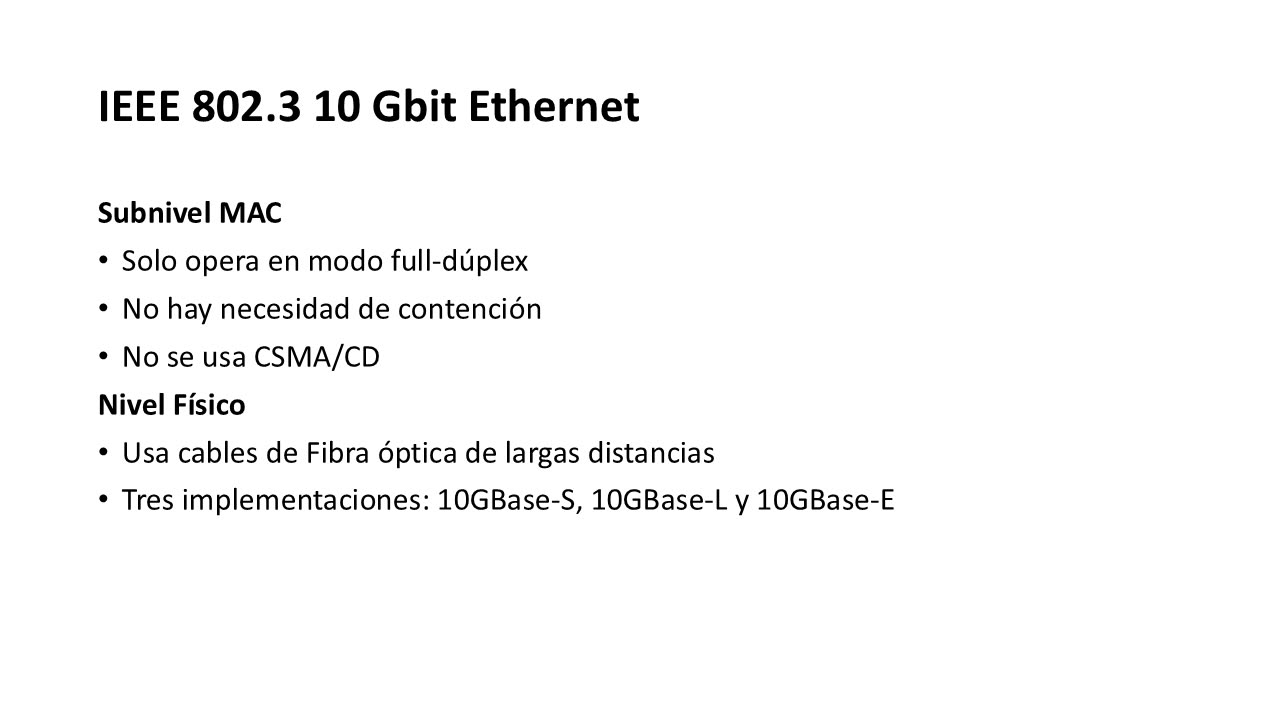 IEEE 802.3 10 Gbit Ethernet
Subnivel MAC
• Solo opera en modo full-dúplex
• No hay necesidad de contención
• No se usa CSMA/CD
Nivel Físico
• Usa cables de Fibra óptica de largas distancias
• Tres implementaciones: 10GBase-S, 10GBase-L y 10GBase-E